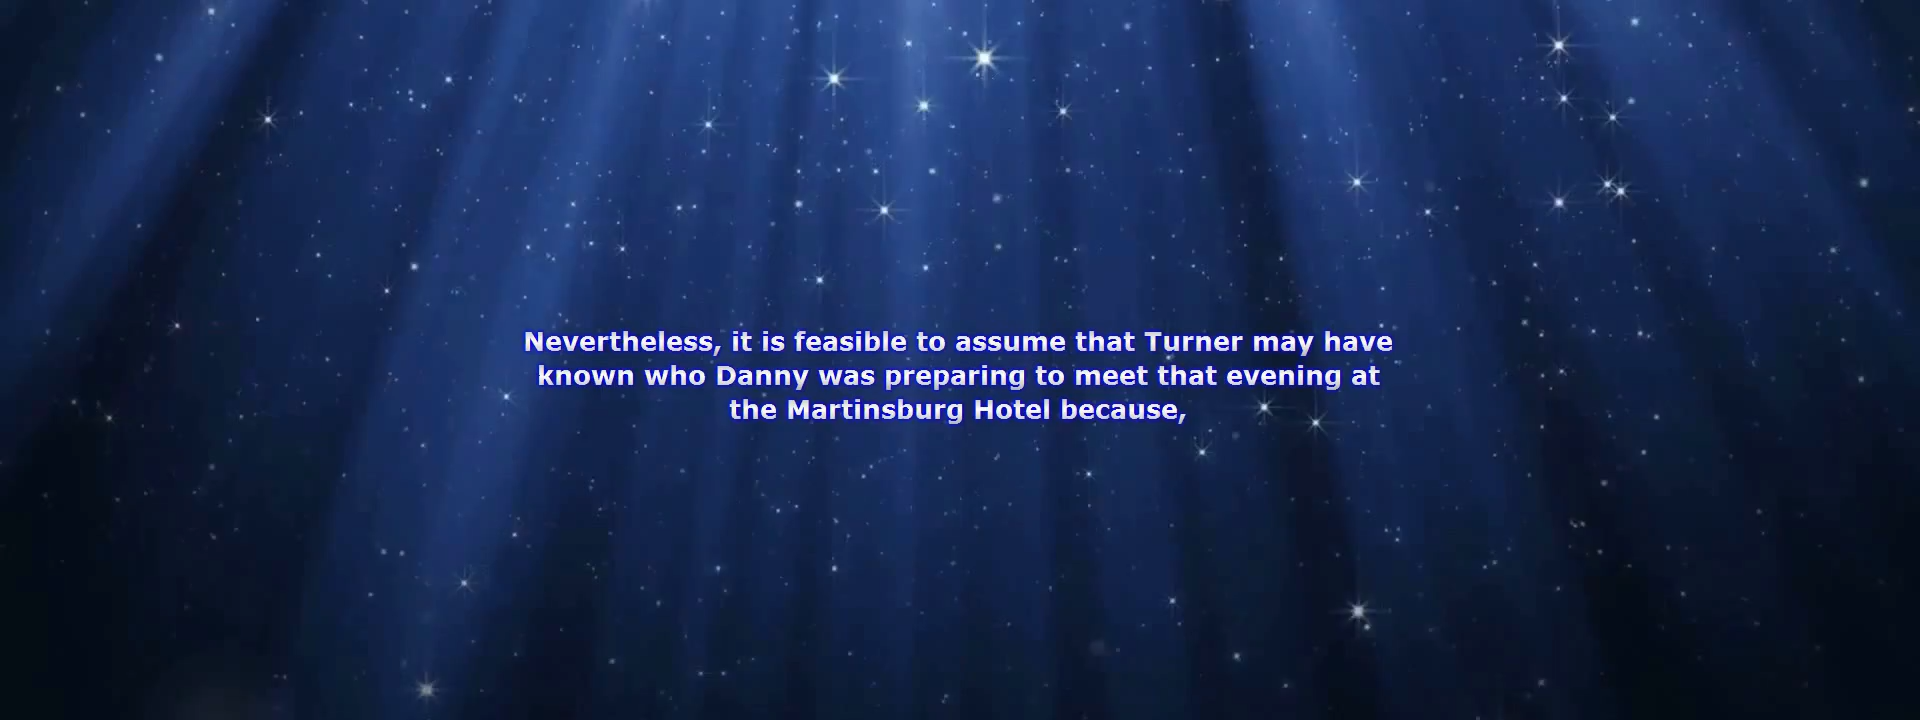 Nevertheless, it is feasible to assume that Turner may have
known who Danny was preparing to meet that evening at
the Martinsburg Hotel because,